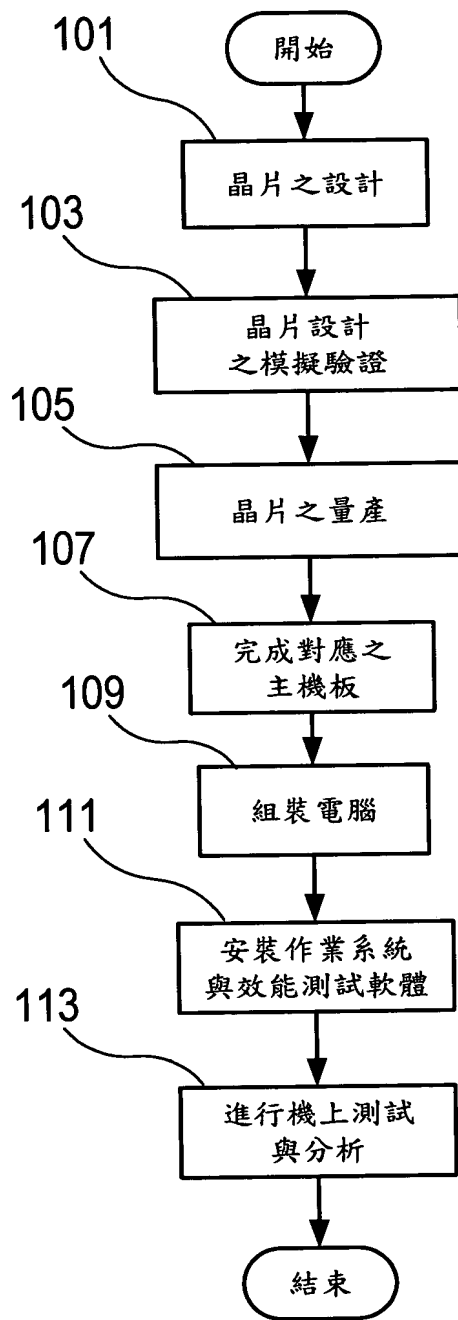 開始
101
晶片之設計
103
晶片設計
之模擬驗證
105
晶片之量產
107
完成對應之
主機板
109
組裝電腦
111
安裝作業系統
與效能測試軟體
113
進行機上測試
與分析
結束